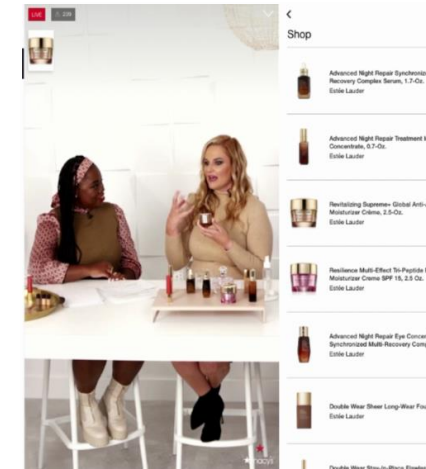 LIVE
Shop
Advanced Night Repair Synchroniz
Recovery Complex Serum, 1.7-Oz.
Estée Lauder
Advanced Night Repair Treatment
Concentrate, 0.7-Oz.
Estée Lauder
Revitalizing Supreme+ Global Anti-
Moisturizer Crème, 2.5-Oz.
Estée Lauder
Resilience Multi-Effect Tri-Peptide
Moisturizer Creme SPF 15, 2.5 Oz.
Estée Lauder
Advanced Night Repair Eye Concen
Synchronized Multi-Recovery Comp
Estée Lauder
Double Wear Sheer Long-Wear Fou
Estée Lauder
macys